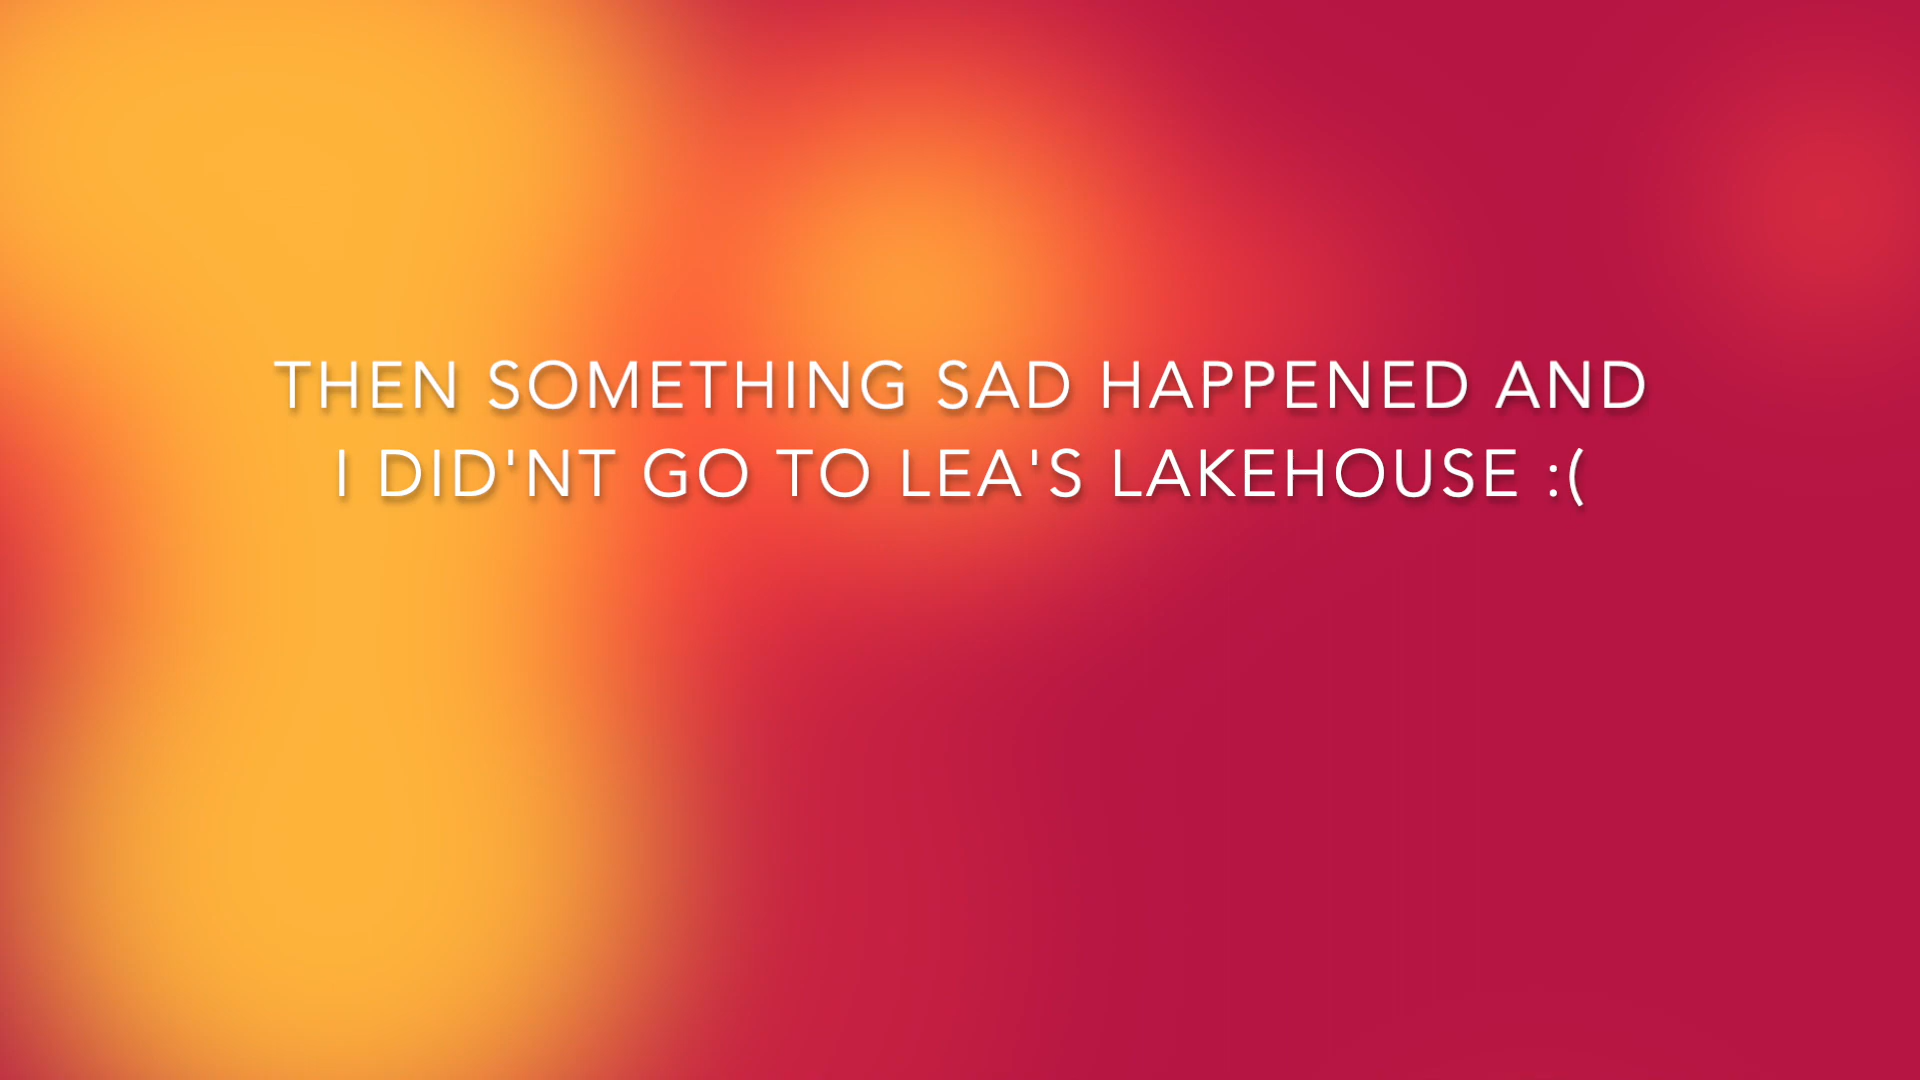 THEN SOMETHING SAD HAPPENED AND
I DID'NT GO TO LEA'S LAKEHOUSE :(